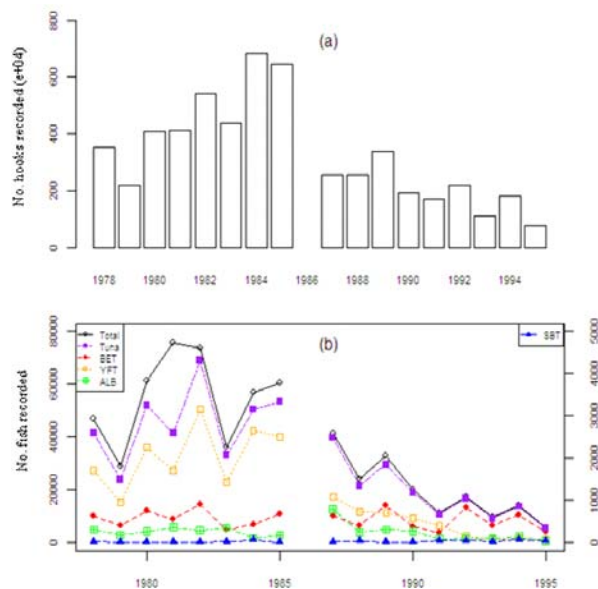 (a)
No. hooks recorded (e+04)
800
600
400
200
0
1978 1980 1982 1984 1986 1988 1990 1992 1994
(b)
No. fish recorded
80000
60000
40000
20000
0
Total
Tuna
BET
YFT
ALB
SBT
5000
4000
3000
2000
1000
0
1980 1985 1990 1995